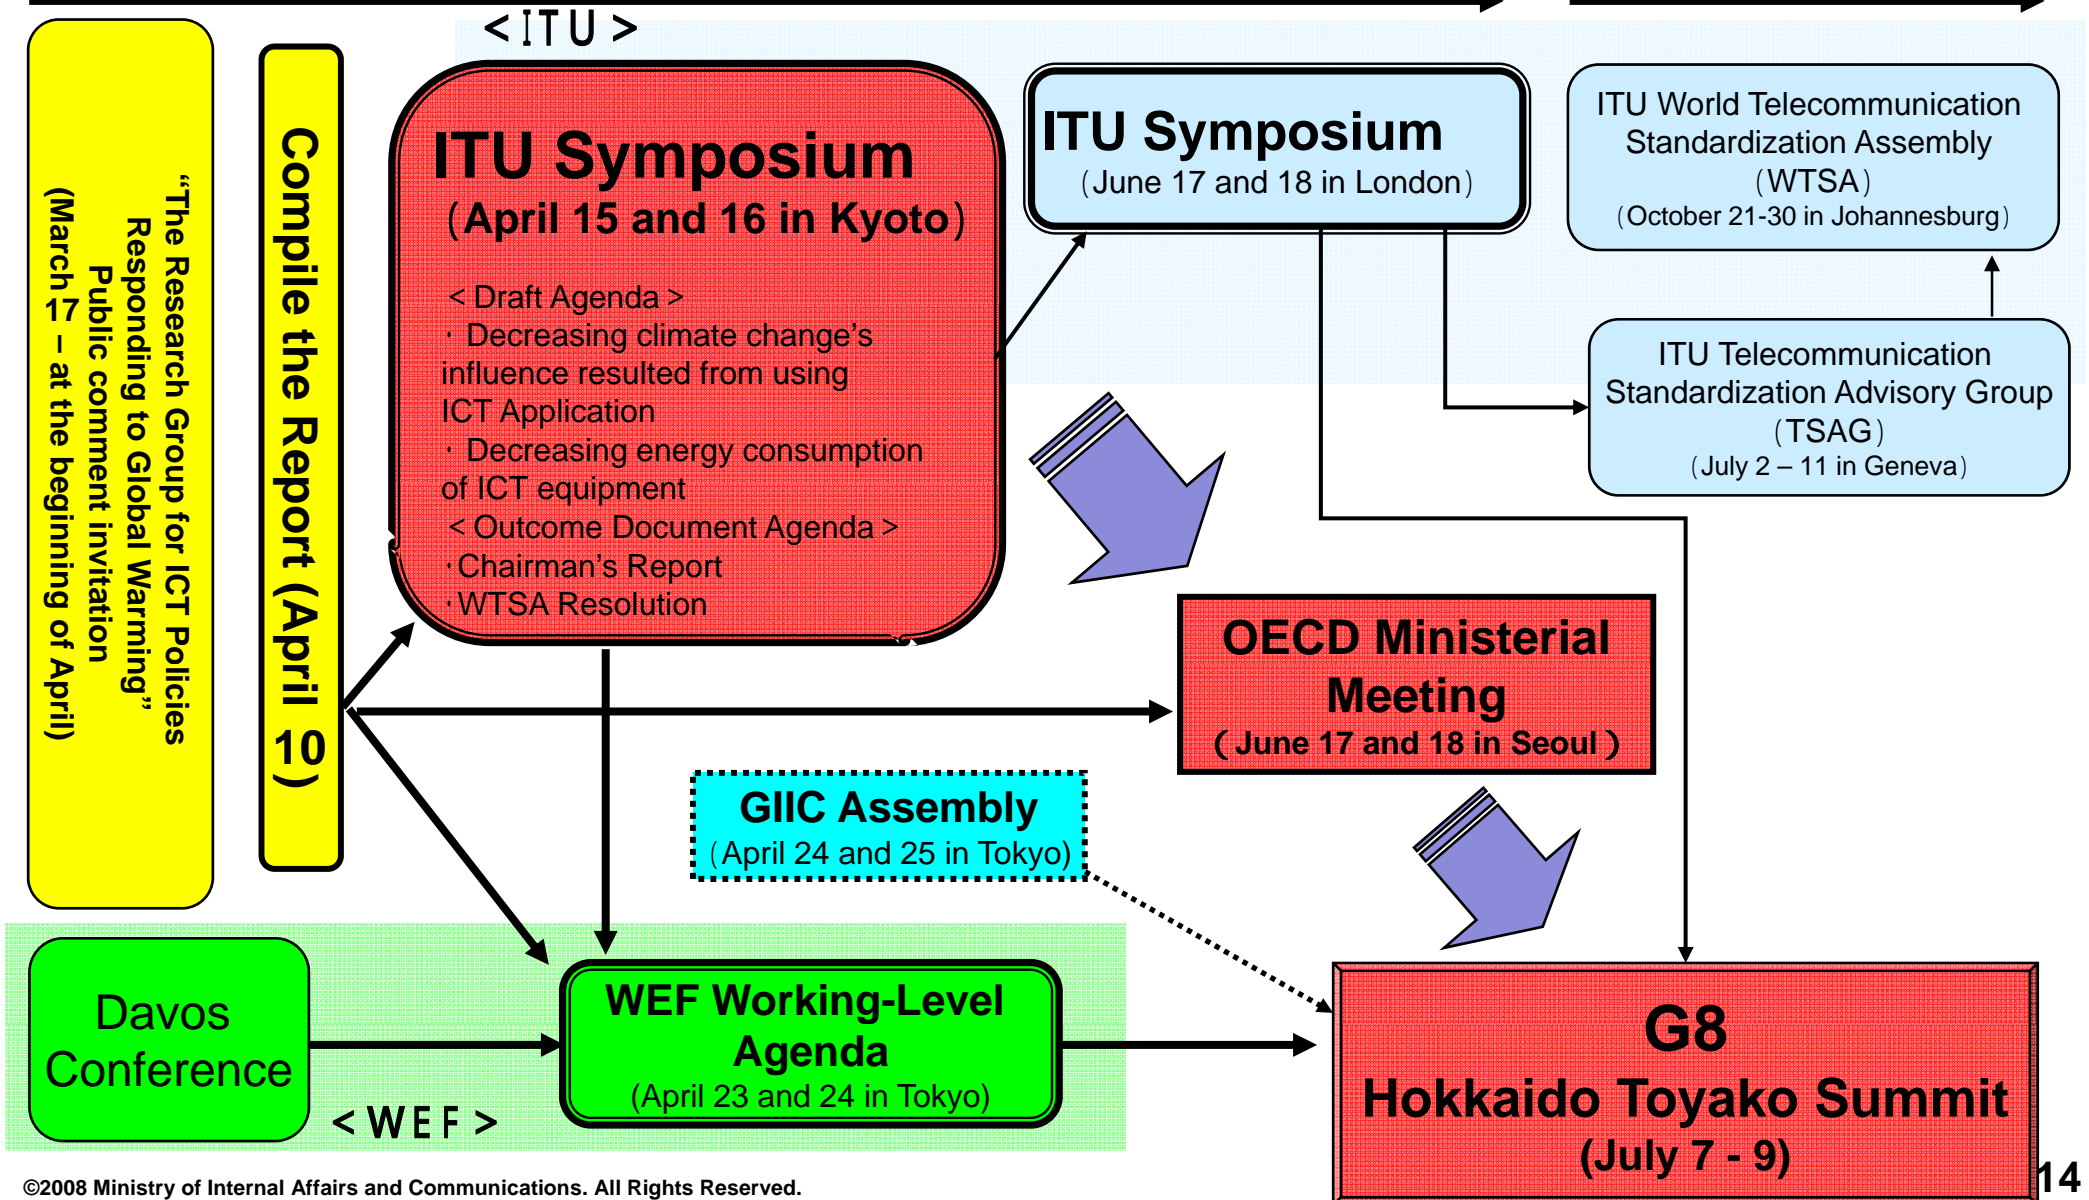 <ITU>
“The Research Group for ICT Policies
Responding to Global Warming”
Public comment invitation
(March 17 – at the beginning of April)
Compile the Report (April 10)
ITU Symposium
(April 15 and 16 in Kyoto)
<Draft Agenda>
・Decreasing climate change’s
influence resulted from using
ICT Application
・Decreasing energy consumption
of ICT equipment
<Outcome Document Agenda>
・Chairman’s Report
・WTSA Resolution
ITU Symposium
(June 17 and 18 in London)
ITU World Telecommunication
Standardization Assembly
(WTSA)
(October 21-30 in Johannesburg)
ITU Telecommunication
Standardization Advisory Group
(TSAG)
(July 2 – 11 in Geneva)
OECD Ministerial
Meeting
(June 17 and 18 in Seoul)
GIIC Assembly
(April 24 and 25 in Tokyo)
Davos
Conference
<WEF>
WEF Working-Level
Agenda
(April 23 and 24 in Tokyo)
G8
Hokkaido Toyako Summit
(July 7 - 9)
©2008 Ministry of Internal Affairs and Communications. All Rights Reserved.
14